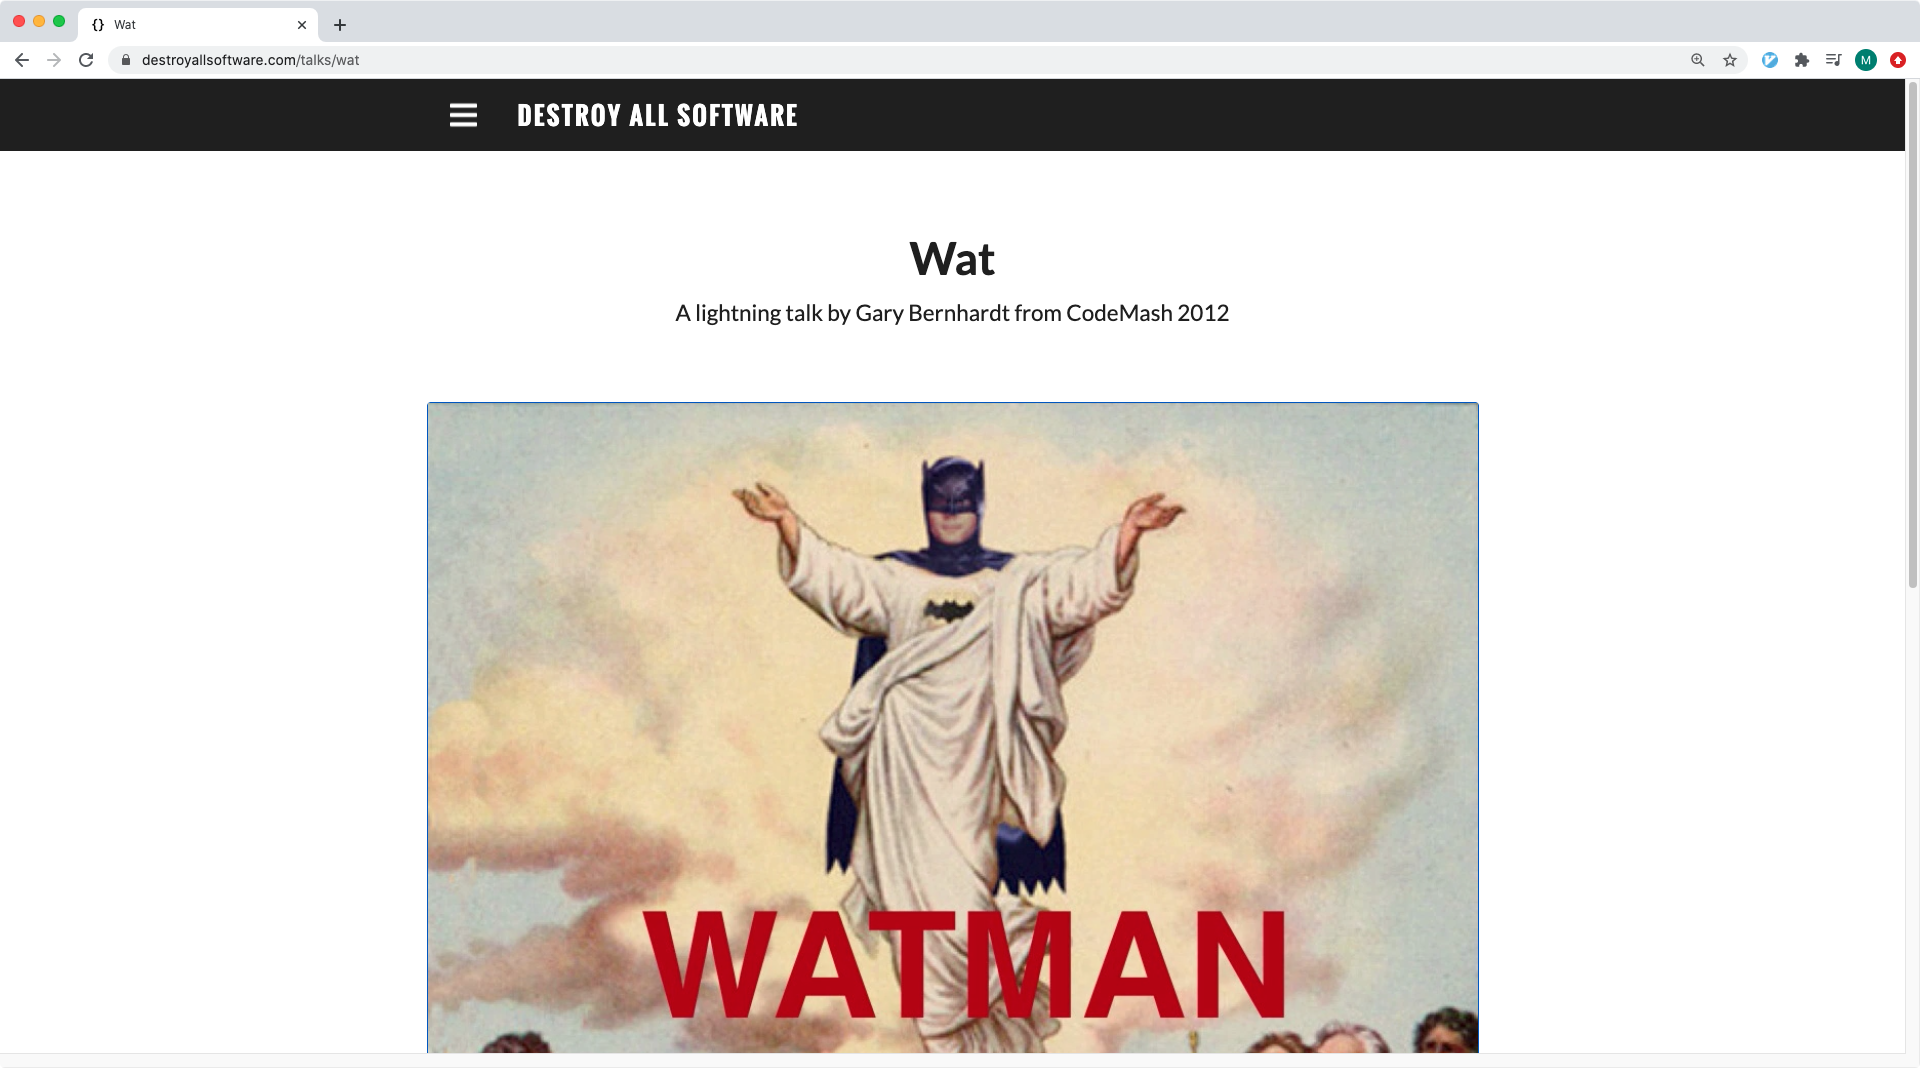 {} Wat
destroyallsoftware.com/talks/wat
M
DESTROY ALL SOFTWARE
Wat
A lightning talk by Gary Bernhardt from CodeMash 2012
WATMAN